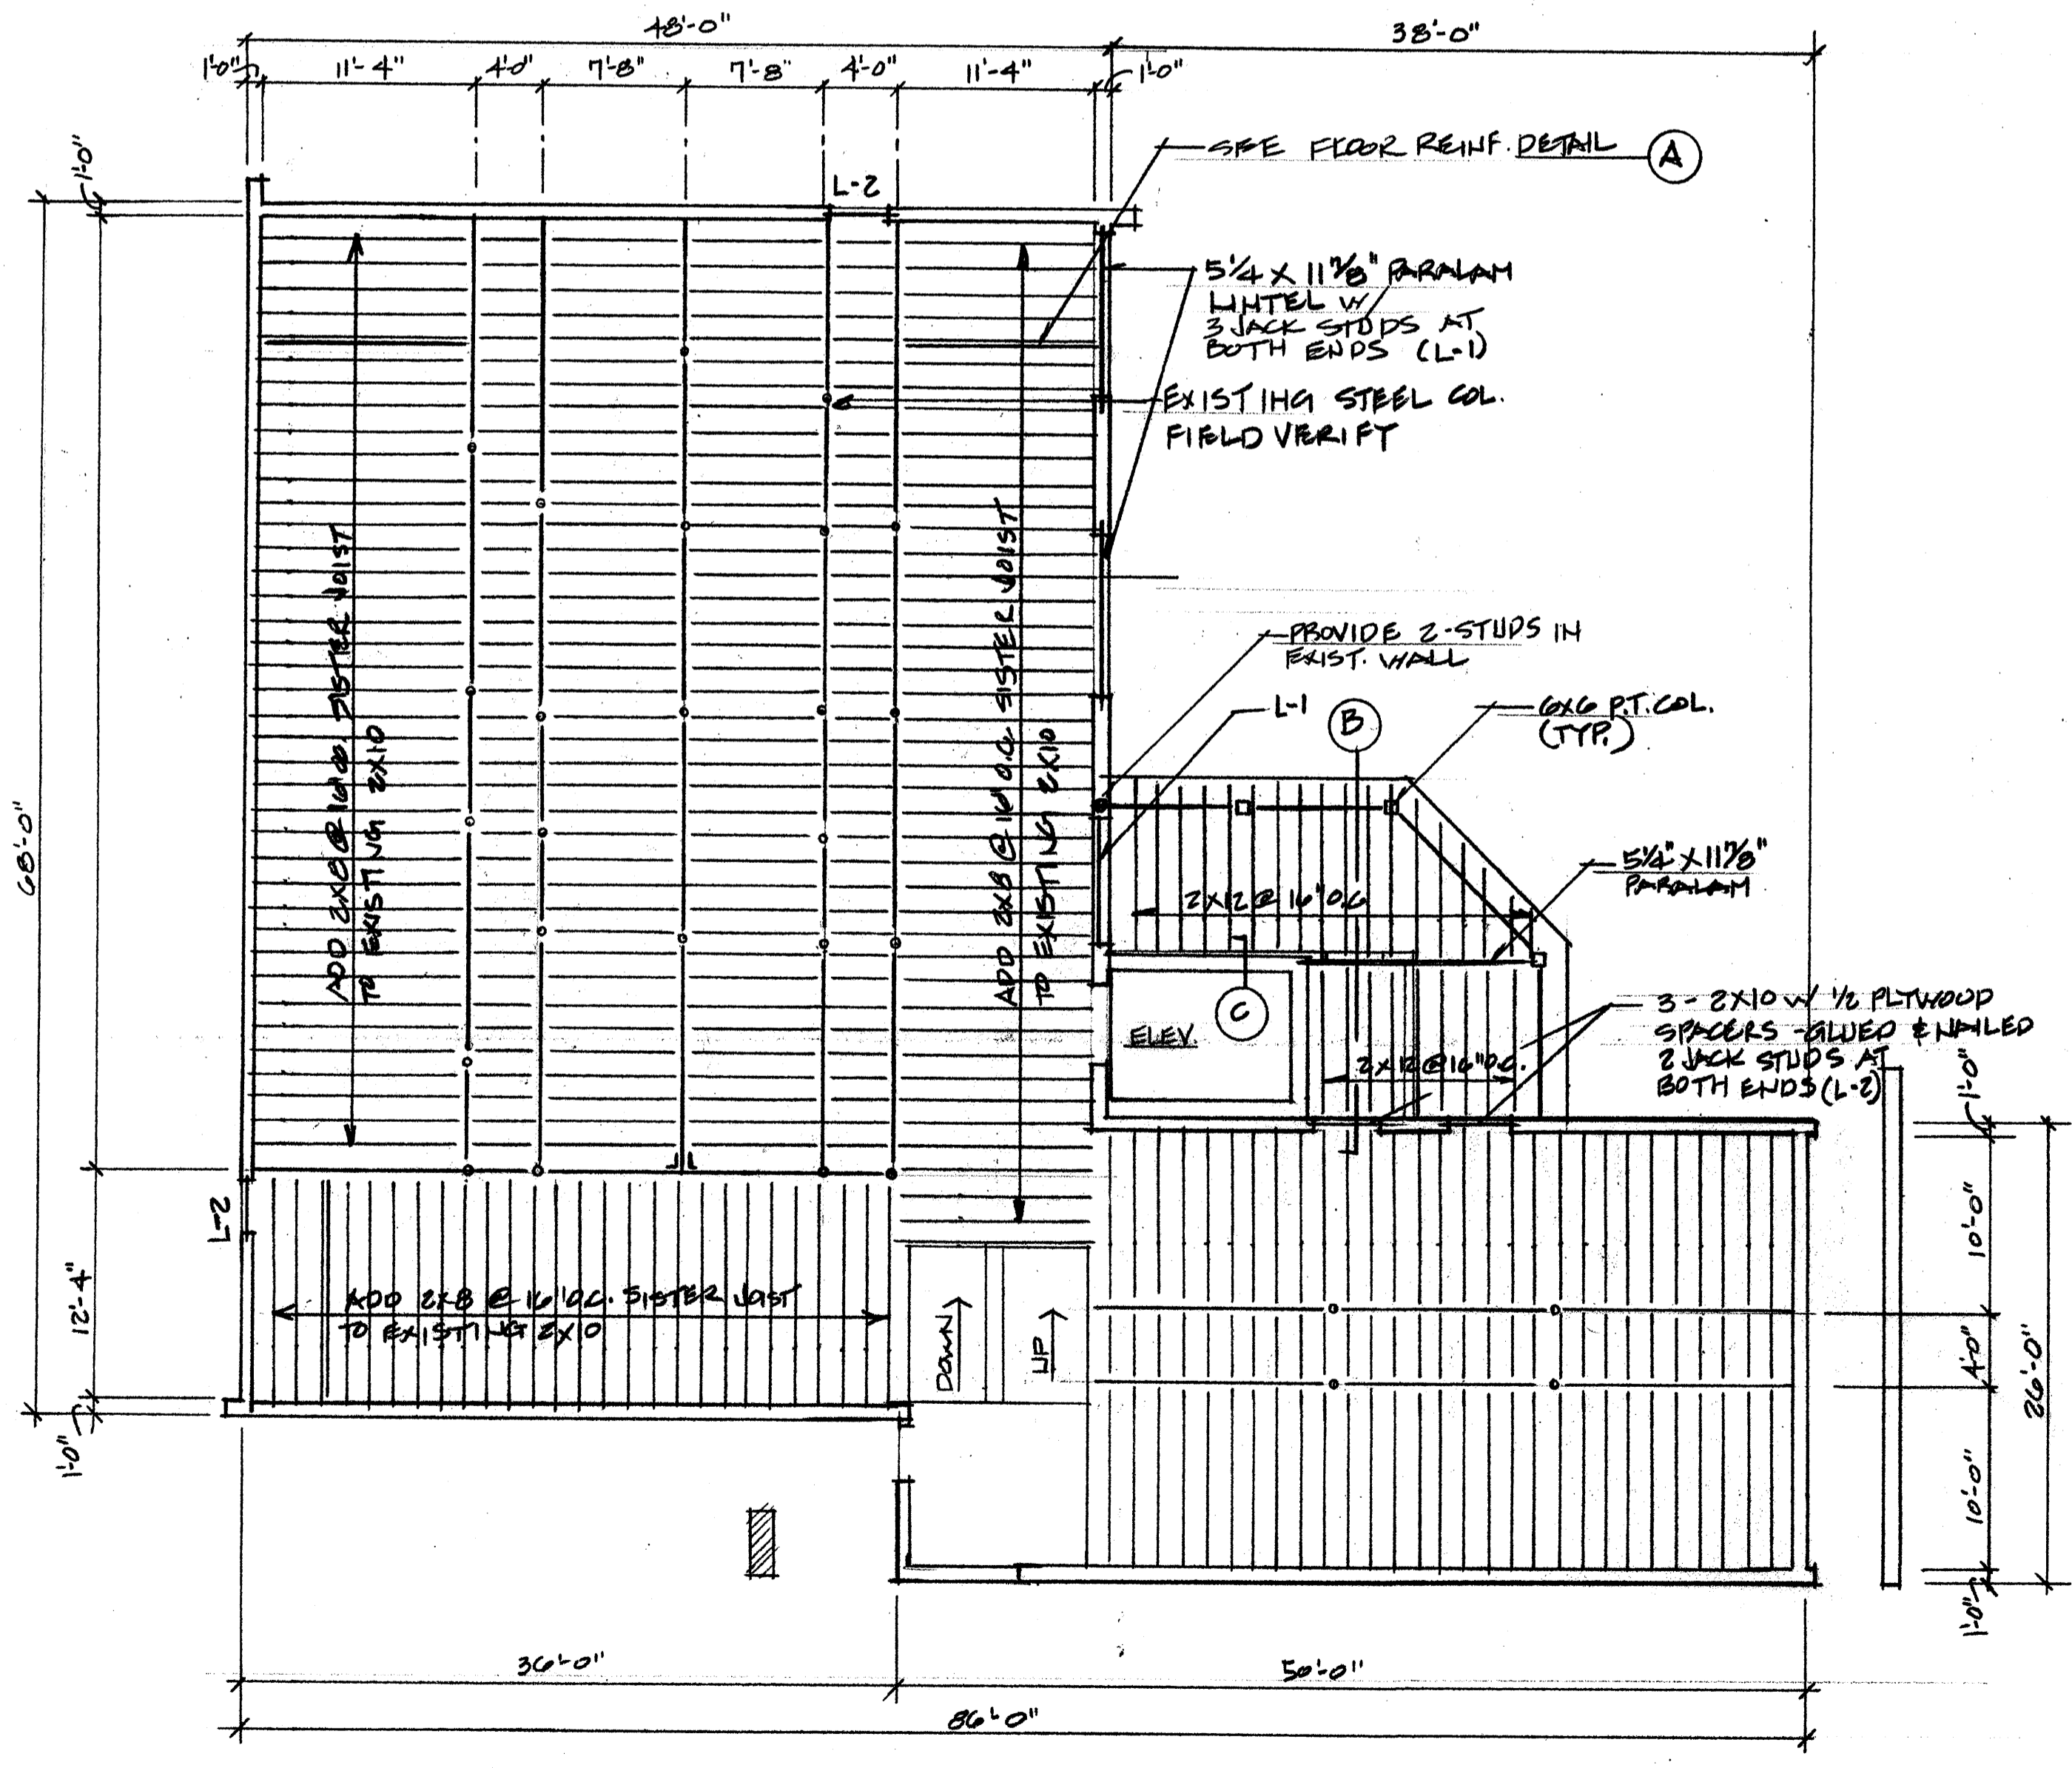 48'-0"
38'-0"
1'-0"
11'-4"
4'-0"
7'-8"
7'-8"
4'-0"
11'-4"
1'-0"
1'-0"
SEE FLOOR REINF. DETAIL
A
L-2
5 1/4 X 11 7/8" PARALAM
LINTEL W/
3 JACK STUDS AT
BOTH ENDS (L-1)
EXISTING STEEL COL.
FIELD VERIFY
ADD 2X8 @ 16" O.C. SISTER JOIST
TO EXISTING 2X10
ADD 2X8 @ 16" O.C. SISTER JOIST
TO EXISTING 2X10
PROVIDE 2-STUDS IN
EXIST. WALL
L-1
B
6X6 P.T. COL.
(TYP.)
68'-0"
5 1/4" X 11 7/8"
PARALAM
2X12 @ 16" O.C.
C
ELEV.
3 - 2X10 W/ 1/2 PLYWOOD
SPACERS - GLUED & NAILED
2 JACK STUDS AT
BOTH ENDS (L-2)
2X12 @ 16" O.C.
1'-0"
L-2
10'-0"
12'-4"
ADD 2X8 @ 16" O.C. SISTER JOIST
TO EXISTING 2X10
DOWN
UP
4'-0"
26'-0"
1'-0"
10'-0"
1'-0"
36'-0"
50'-0"
86'-0"